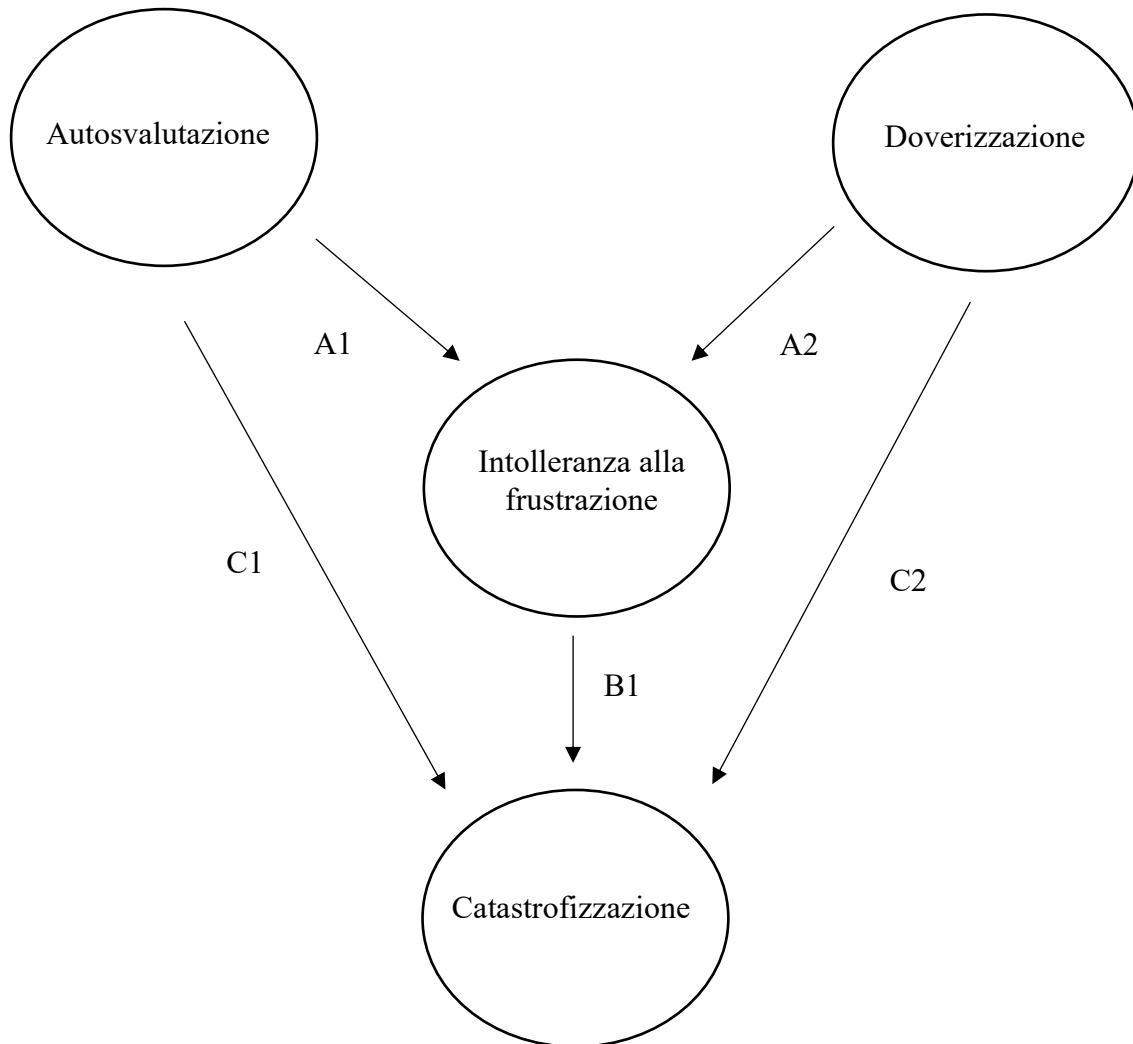 Autosvalutazione
Doverizzazione
A1
A2
Intolleranza alla
frustrazione
C1
C2
B1
Catastrofizzazione